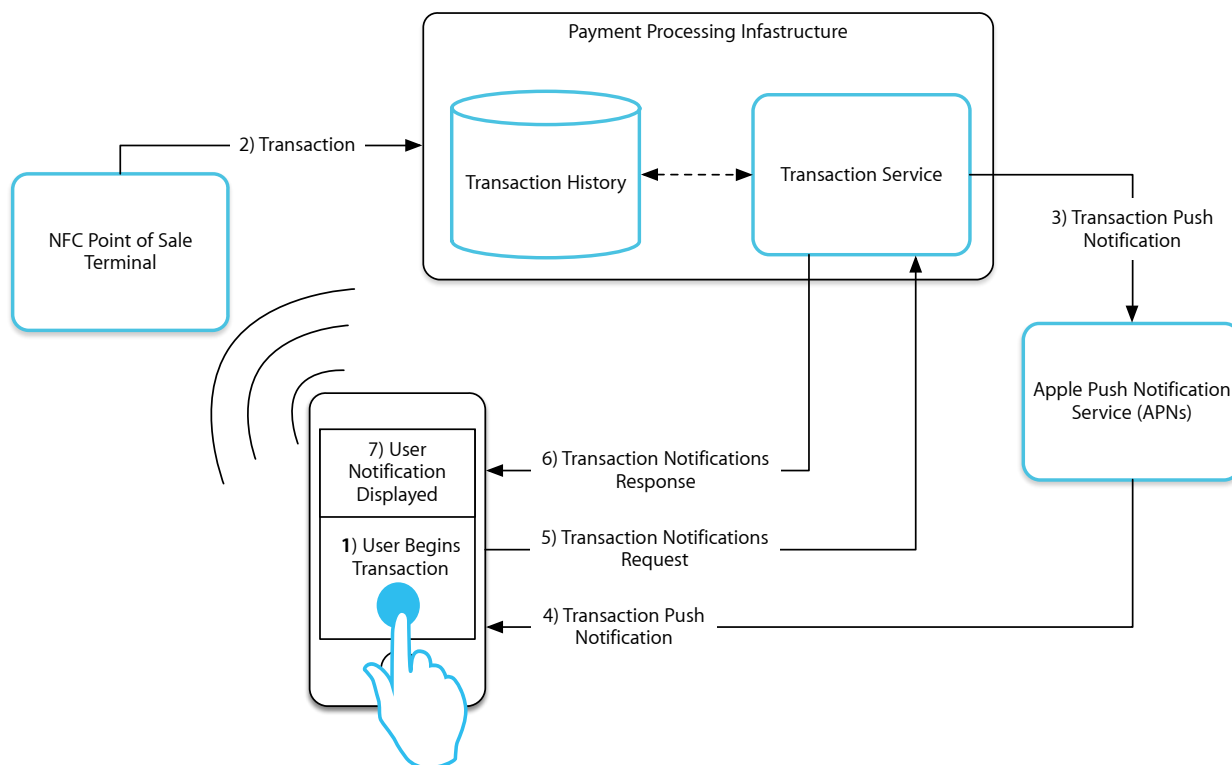 Payment Processing Infastructure
2) Transaction
Transaction History
Transaction Service
NFC Point of Sale
Terminal
3) Transaction Push
Notification
Apple Push Notification
Service (APNs)
7) User
Notification
Displayed
6) Transaction Notifications
Response
1) User Begins
Transaction
5) Transaction Notifications
Request
4) Transaction Push
Notification